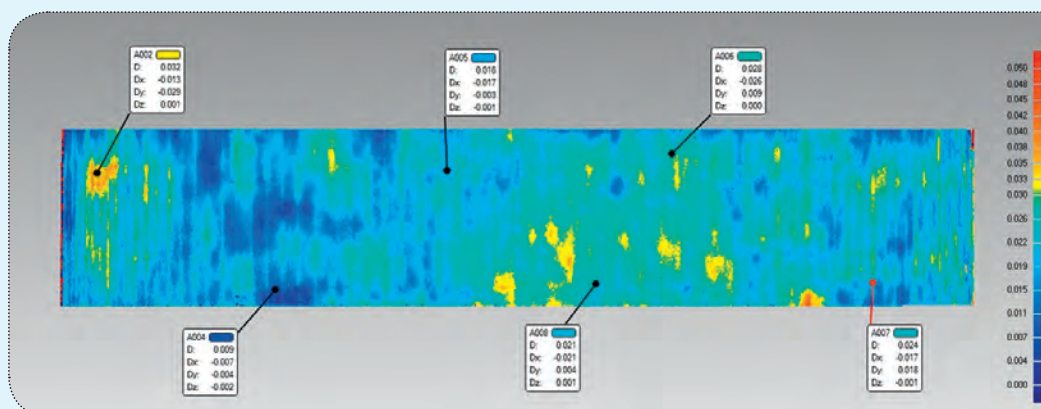 A002
D: 0.032
Dx: -0.013
Dy: -0.029
Dz: 0.001
A005
D: 0.018
Dx: -0.017
Dy: -0.003
Dz: -0.001
A006
D: 0.028
Dx: -0.026
Dy: 0.009
Dz: 0.000
A004
D: 0.009
Dx: -0.007
Dy: -0.004
Dz: -0.002
A008
D: 0.021
Dx: -0.021
Dy: 0.004
Dz: 0.001
A007
D: 0.024
Dx: -0.017
Dy: 0.018
Dz: -0.001
0.050
0.048
0.045
0.042
0.040
0.038
0.035
0.033
0.030
0.026
0.022
0.019
0.015
0.011
0.007
0.004
0.000